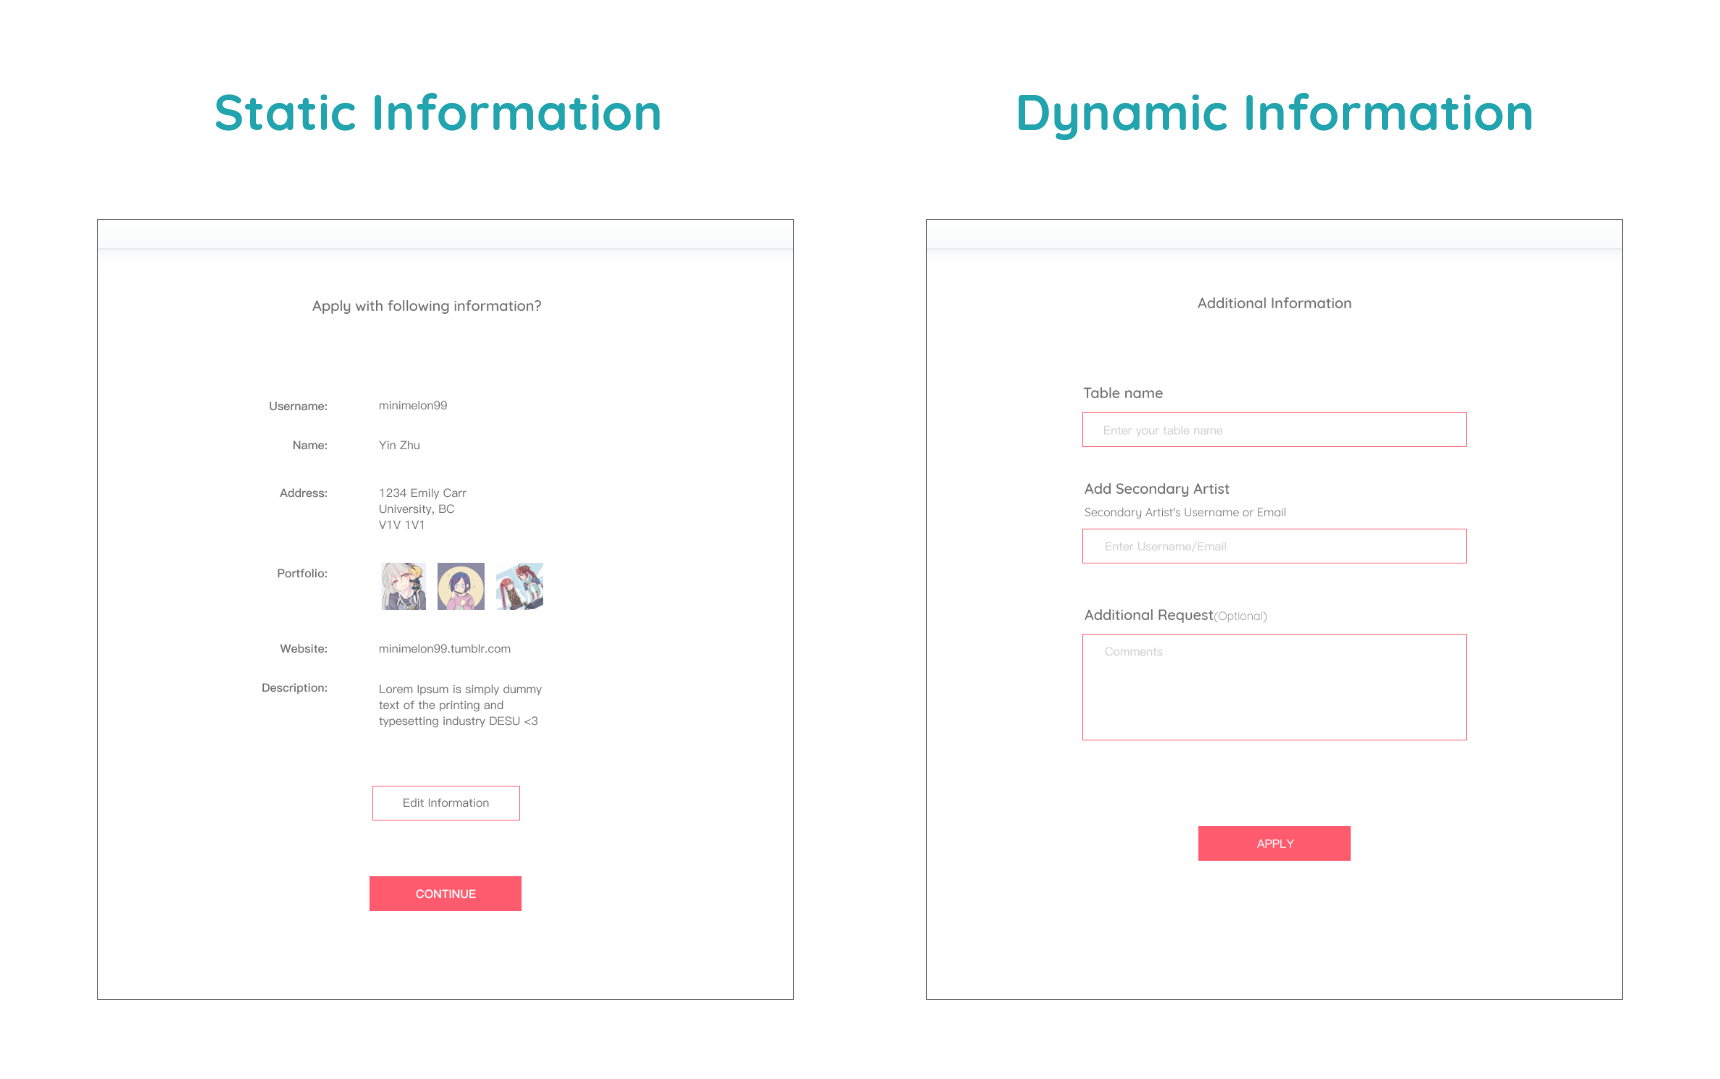 Static Information
Apply with following information?
Username: minimelon99
Name: Yin Zhu
Address: 1234 Emily Carr
University, BC
V1V 1V1
Portfolio:
Website: minimelon99.tumblr.com
Description: Lorem Ipsum is simply dummy
text of the printing and
typesetting industry DESU <3
Edit Information
CONTINUE
Dynamic Information
Additional Information
Table name
Enter your table name
Add Secondary Artist
Secondary Artist's Username or Email
Enter Username/Email
Additional Request(Optional)
Comments
APPLY